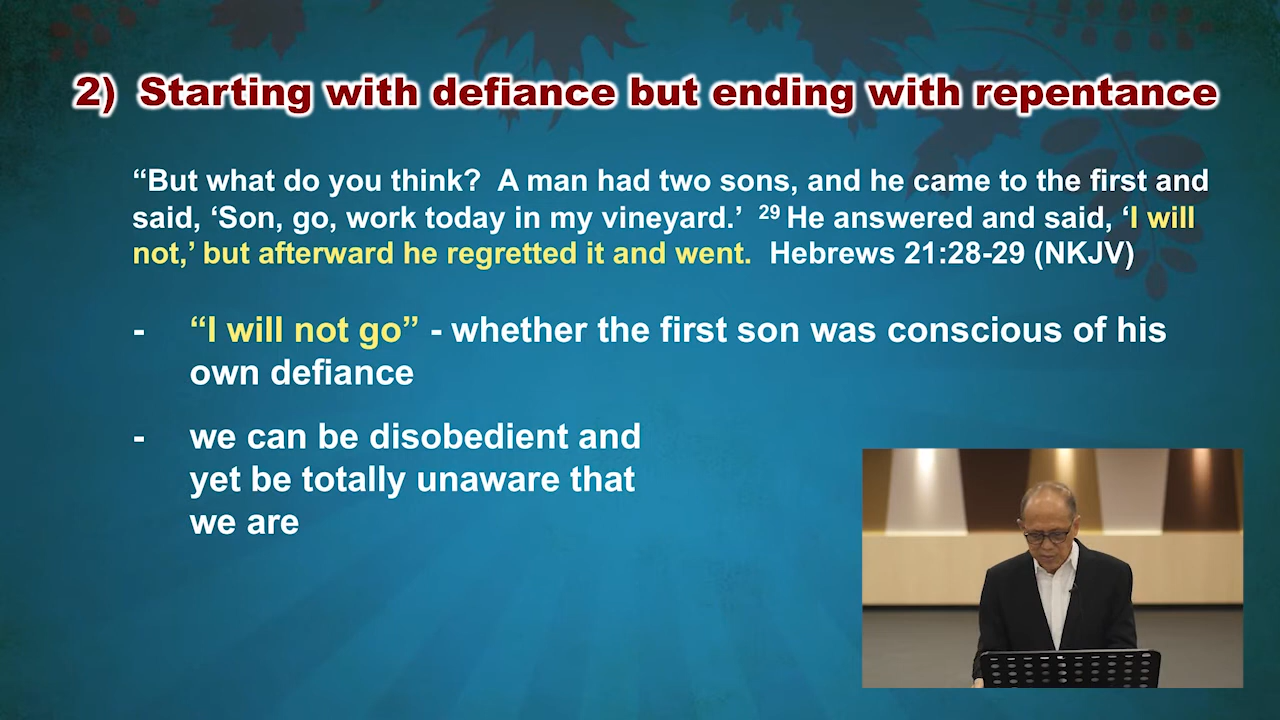 2) Starting with defiance but ending with repentance
“But what do you think? A man had two sons, and he came to the first and
said, ‘Son, go, work today in my vineyard.’ 29 He answered and said, ‘I will
not,’ but afterward he regretted it and went. Hebrews 21:28-29 (NKJV)
- “I will not go” - whether the first son was conscious of his
own defiance
- we can be disobedient and
yet be totally unaware that
we are